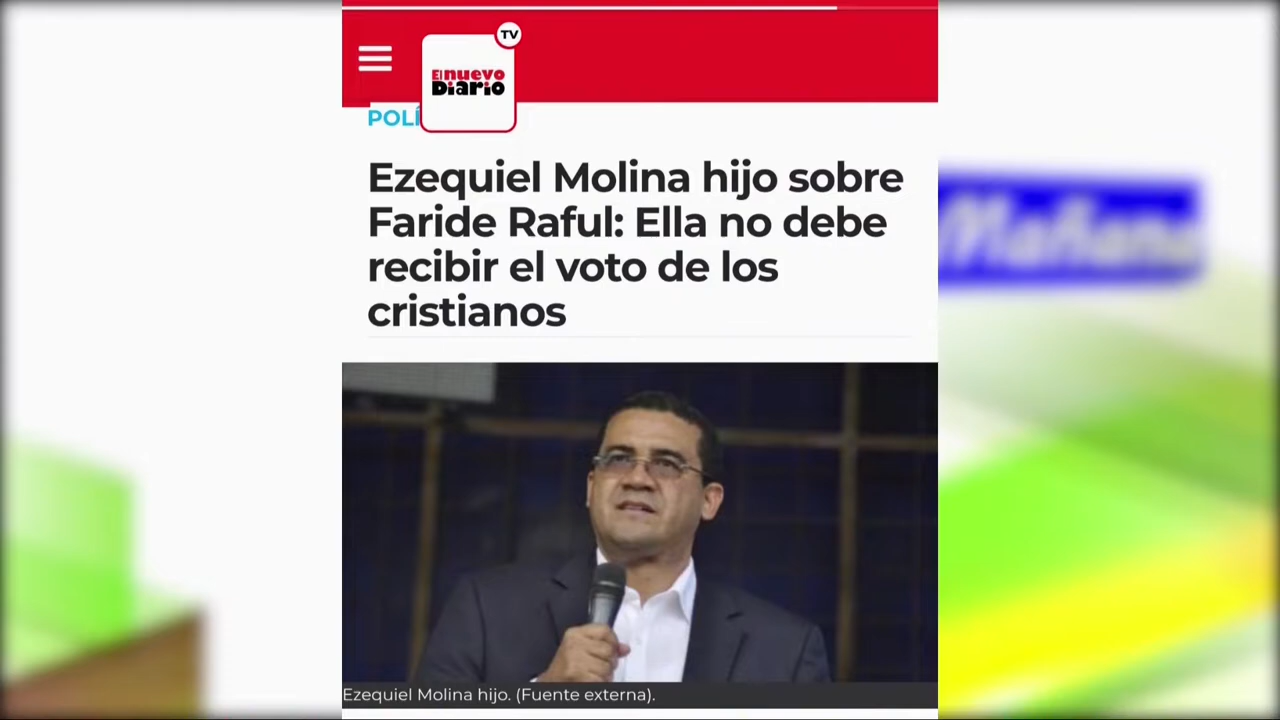 TV
El nuevo
Diario
POLÍ
Ezequiel Molina hijo sobre
Faride Raful: Ella no debe
recibir el voto de los
cristianos
Mañana
Ezequiel Molina hijo. (Fuente externa).